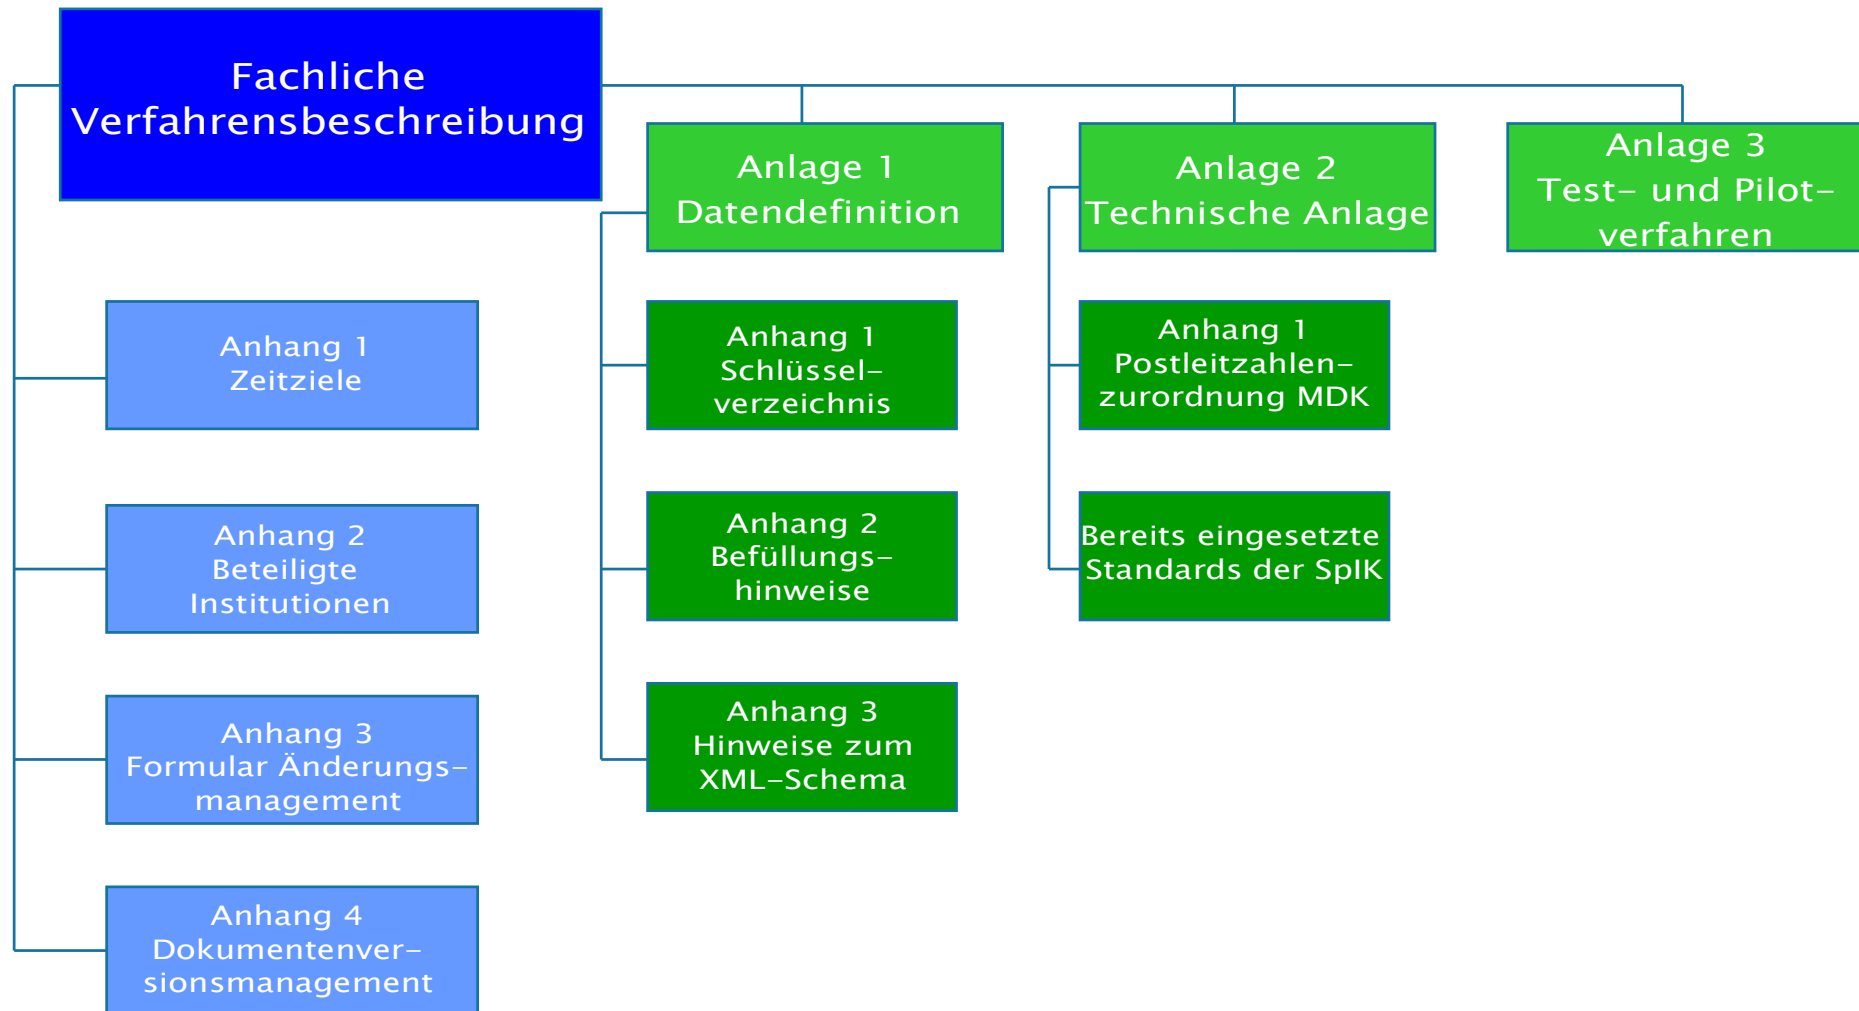 Fachliche
Verfahrensbeschreibung
Anhang 1
Zeitziele
Anhang 2
Beteiligte
Institutionen
Anhang 3
Formular Änderungs-
management
Anhang 4
Dokumentenver-
sionsmanagement
Anlage 1
Datendefinition
Anhang 1
Schlüssel-
verzeichnis
Anhang 2
Befüllungs-
hinweise
Anhang 3
Hinweise zum
XML-Schema
Anlage 2
Technische Anlage
Anhang 1
Postleitzahlen-
zurordnung MDK
Bereits eingesetzte
Standards der SpIK
Anlage 3
Test- und Pilot-
verfahren